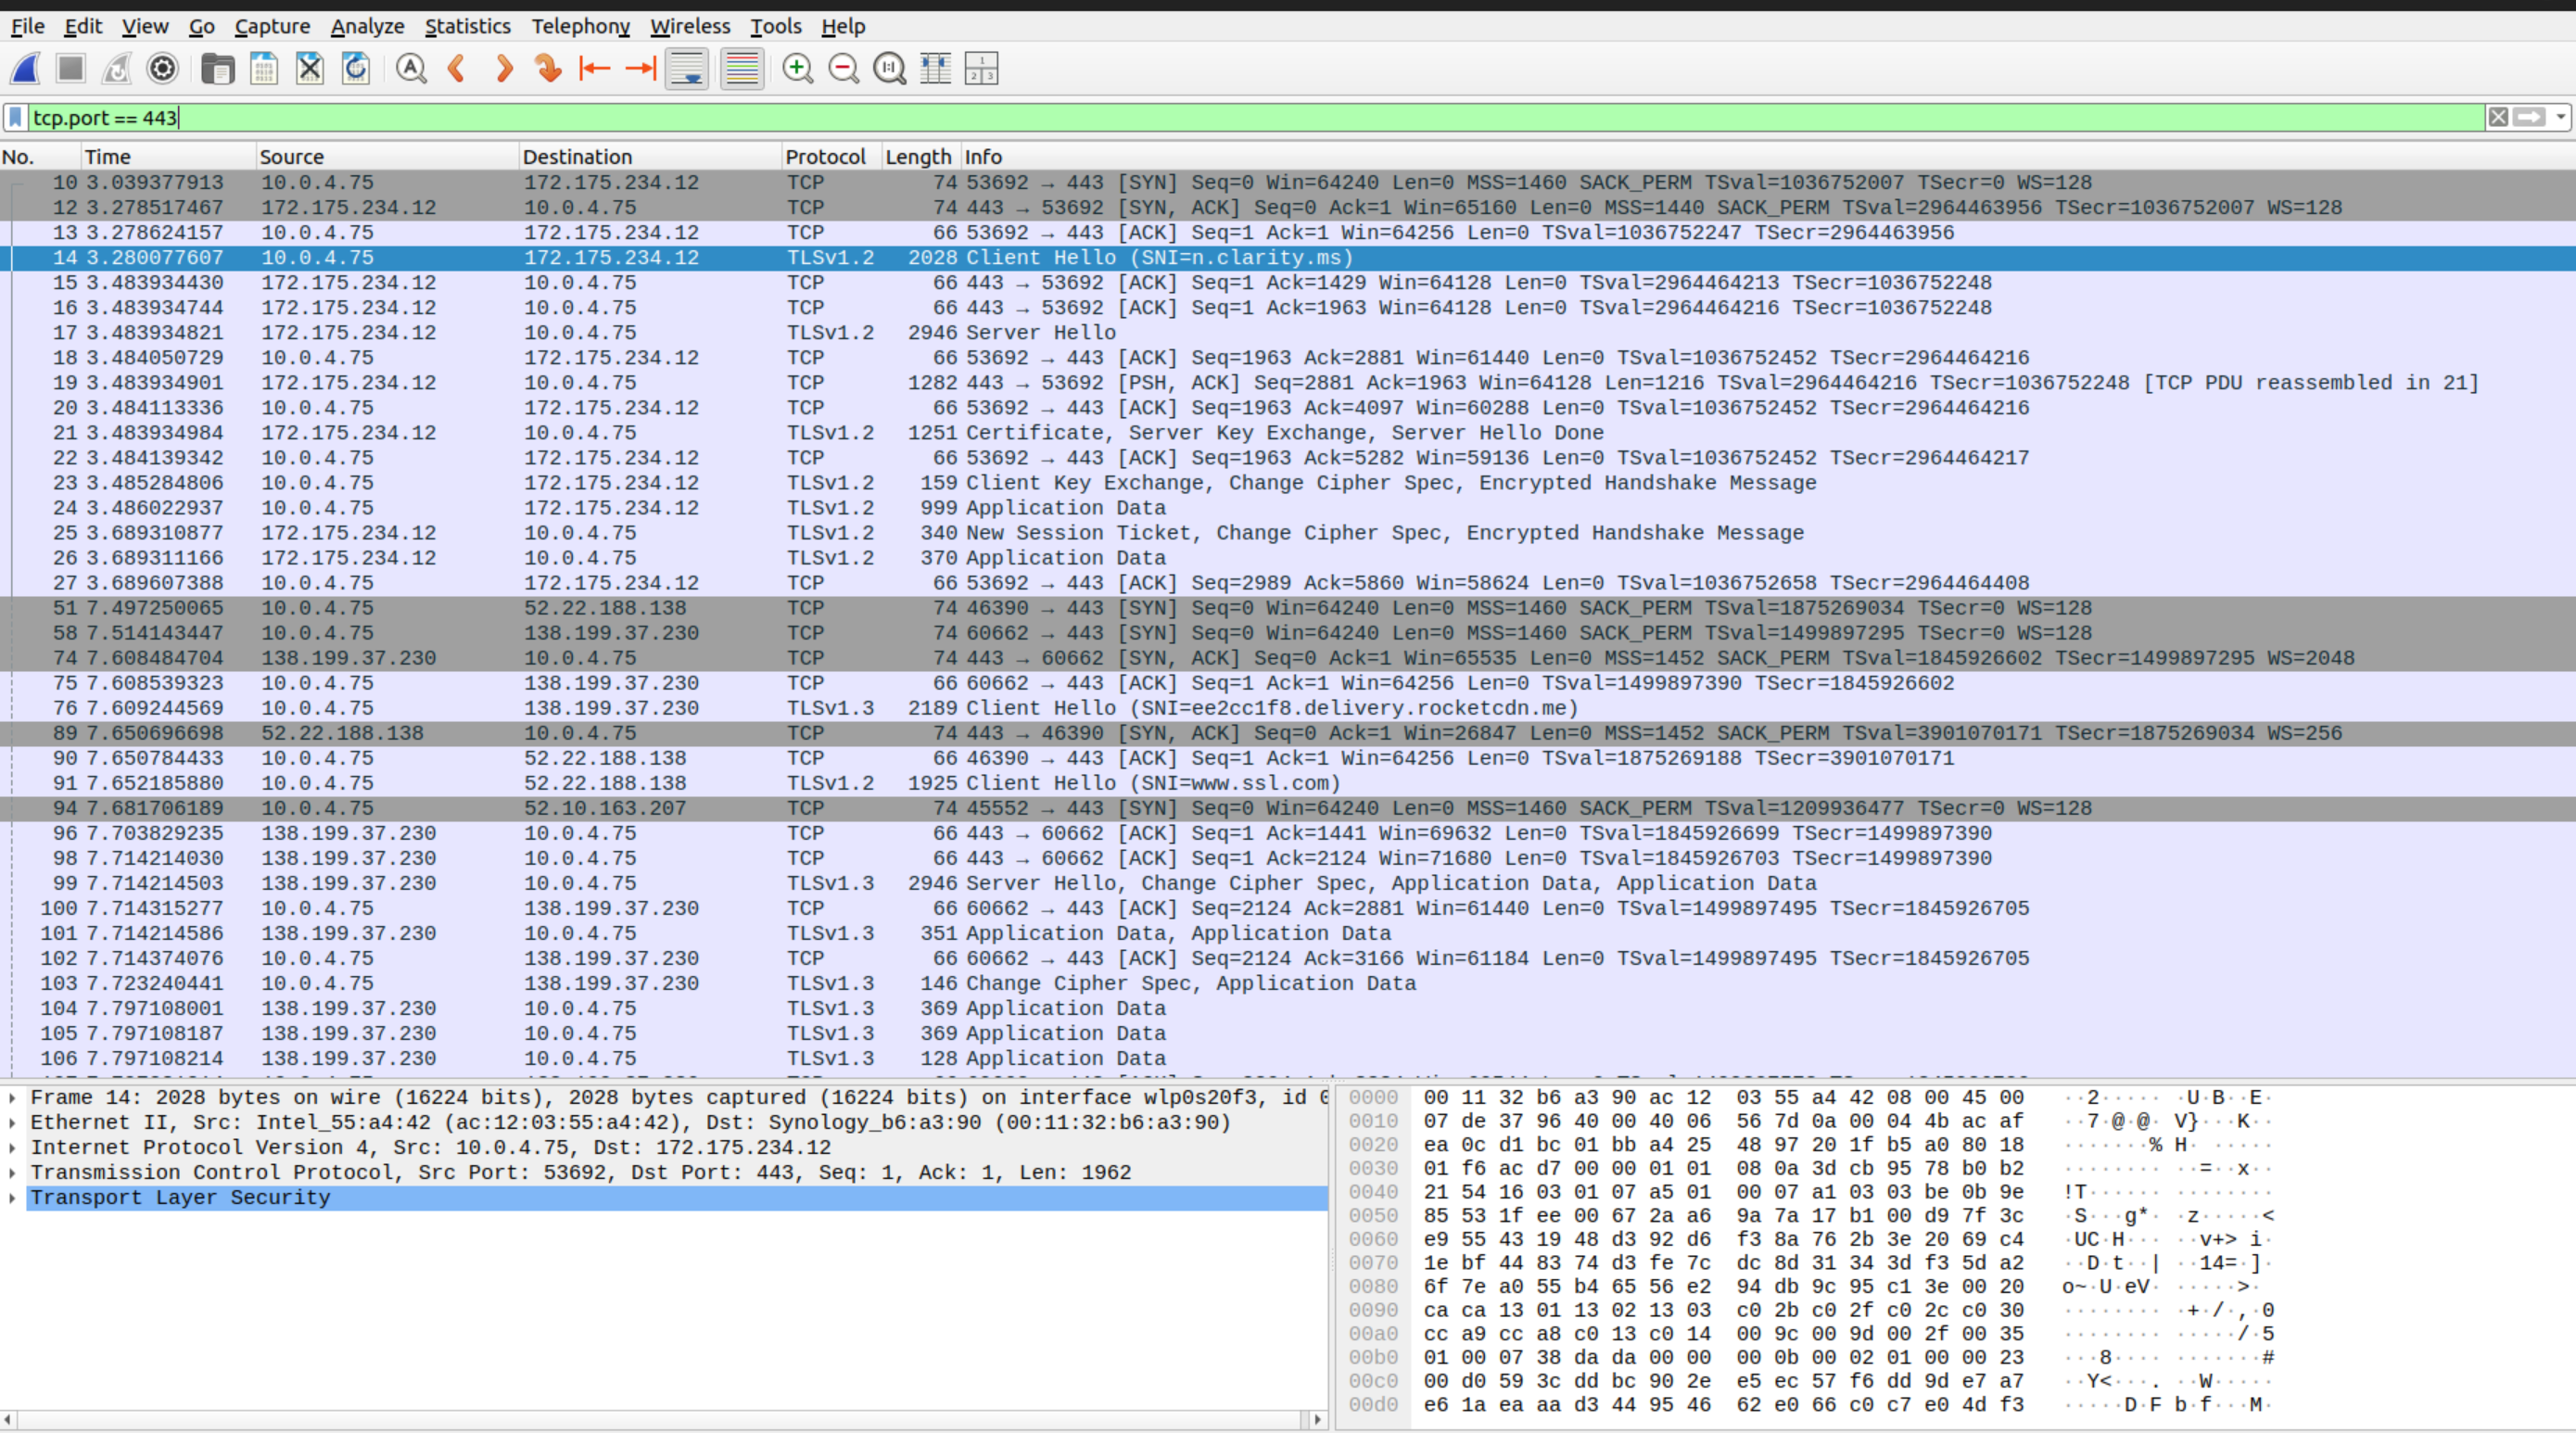 File Edit View Go Capture Analyze Statistics Telephony Wireless Tools Help
tcp.port == 443
No. Time Source Destination Protocol Length Info
10 3.039377913 10.0.4.75 172.175.234.12 TCP 74 53692 → 443 [SYN] Seq=0 Win=64240 Len=0 MSS=1460 SACK_PERM TSval=1036752007 TSecr=0 WS=128
12 3.278517467 172.175.234.12 10.0.4.75 TCP 74 443 → 53692 [SYN, ACK] Seq=0 Ack=1 Win=65160 Len=0 MSS=1440 SACK_PERM TSval=2964463956 TSecr=1036752007 WS=128
13 3.278624157 10.0.4.75 172.175.234.12 TCP 66 53692 → 443 [ACK] Seq=1 Ack=1 Win=64256 Len=0 TSval=1036752247 TSecr=2964463956
14 3.280077607 10.0.4.75 172.175.234.12 TLSv1.2 2028 Client Hello (SNI=n.clarity.ms)
15 3.483934430 172.175.234.12 10.0.4.75 TCP 66 443 → 53692 [ACK] Seq=1 Ack=1429 Win=64128 Len=0 TSval=2964464213 TSecr=1036752248
16 3.483934744 172.175.234.12 10.0.4.75 TCP 66 443 → 53692 [ACK] Seq=1 Ack=1963 Win=64128 Len=0 TSval=2964464216 TSecr=1036752248
17 3.483934821 172.175.234.12 10.0.4.75 TLSv1.2 2946 Server Hello
18 3.484050729 10.0.4.75 172.175.234.12 TCP 66 53692 → 443 [ACK] Seq=1963 Ack=2881 Win=61440 Len=0 TSval=1036752452 TSecr=2964464216
19 3.483934901 172.175.234.12 10.0.4.75 TCP 1282 443 → 53692 [PSH, ACK] Seq=2881 Ack=1963 Win=64128 Len=1216 TSval=2964464216 TSecr=1036752248 [TCP PDU reassembled in 21]
20 3.484113336 10.0.4.75 172.175.234.12 TCP 66 53692 → 443 [ACK] Seq=1963 Ack=4097 Win=60288 Len=0 TSval=1036752452 TSecr=2964464216
21 3.483934984 172.175.234.12 10.0.4.75 TLSv1.2 1251 Certificate, Server Key Exchange, Server Hello Done
22 3.484139342 10.0.4.75 172.175.234.12 TCP 66 53692 → 443 [ACK] Seq=1963 Ack=5282 Win=59136 Len=0 TSval=1036752452 TSecr=2964464217
23 3.485284806 10.0.4.75 172.175.234.12 TLSv1.2 159 Client Key Exchange, Change Cipher Spec, Encrypted Handshake Message
24 3.486022937 10.0.4.75 172.175.234.12 TLSv1.2 999 Application Data
25 3.689310877 172.175.234.12 10.0.4.75 TLSv1.2 340 New Session Ticket, Change Cipher Spec, Encrypted Handshake Message
26 3.689311166 172.175.234.12 10.0.4.75 TLSv1.2 370 Application Data
27 3.689607388 10.0.4.75 172.175.234.12 TCP 66 53692 → 443 [ACK] Seq=2989 Ack=5860 Win=58624 Len=0 TSval=1036752658 TSecr=2964464408
51 7.497250065 10.0.4.75 52.22.188.138 TCP 74 46390 → 443 [SYN] Seq=0 Win=64240 Len=0 MSS=1460 SACK_PERM TSval=1875269034 TSecr=0 WS=128
58 7.514143447 10.0.4.75 138.199.37.230 TCP 74 60662 → 443 [SYN] Seq=0 Win=64240 Len=0 MSS=1460 SACK_PERM TSval=1499897295 TSecr=0 WS=128
74 7.608484704 138.199.37.230 10.0.4.75 TCP 74 443 → 60662 [SYN, ACK] Seq=0 Ack=1 Win=65535 Len=0 MSS=1452 SACK_PERM TSval=1845926602 TSecr=1499897295 WS=2048
75 7.608539323 10.0.4.75 138.199.37.230 TCP 66 60662 → 443 [ACK] Seq=1 Ack=1 Win=64256 Len=0 TSval=1499897390 TSecr=1845926602
76 7.609244569 10.0.4.75 138.199.37.230 TLSv1.3 2189 Client Hello (SNI=ee2cc1f8.delivery.rocketcdn.me)
89 7.650696698 52.22.188.138 10.0.4.75 TCP 74 443 → 46390 [SYN, ACK] Seq=0 Ack=1 Win=26847 Len=0 MSS=1452 SACK_PERM TSval=3901070171 TSecr=1875269034 WS=256
90 7.650784433 10.0.4.75 52.22.188.138 TCP 66 46390 → 443 [ACK] Seq=1 Ack=1 Win=64256 Len=0 TSval=1875269188 TSecr=3901070171
91 7.652185880 10.0.4.75 52.22.188.138 TLSv1.2 1925 Client Hello (SNI=www.ssl.com)
94 7.681706189 10.0.4.75 52.10.163.207 TCP 74 45552 → 443 [SYN] Seq=0 Win=64240 Len=0 MSS=1460 SACK_PERM TSval=1209936477 TSecr=0 WS=128
96 7.703829235 138.199.37.230 10.0.4.75 TCP 66 443 → 60662 [ACK] Seq=1 Ack=1441 Win=69632 Len=0 TSval=1845926699 TSecr=1499897390
98 7.714214030 138.199.37.230 10.0.4.75 TCP 66 443 → 60662 [ACK] Seq=1 Ack=2124 Win=71680 Len=0 TSval=1845926703 TSecr=1499897390
99 7.714214503 138.199.37.230 10.0.4.75 TLSv1.3 2946 Server Hello, Change Cipher Spec, Application Data, Application Data
100 7.714315277 10.0.4.75 138.199.37.230 TCP 66 60662 → 443 [ACK] Seq=2124 Ack=2881 Win=61440 Len=0 TSval=1499897495 TSecr=1845926705
101 7.714214586 138.199.37.230 10.0.4.75 TLSv1.3 351 Application Data, Application Data
102 7.714374076 10.0.4.75 138.199.37.230 TCP 66 60662 → 443 [ACK] Seq=2124 Ack=3166 Win=61184 Len=0 TSval=1499897495 TSecr=1845926705
103 7.723240441 10.0.4.75 138.199.37.230 TLSv1.3 146 Change Cipher Spec, Application Data
104 7.797108001 138.199.37.230 10.0.4.75 TLSv1.3 369 Application Data
105 7.797108187 138.199.37.230 10.0.4.75 TLSv1.3 369 Application Data
106 7.797108214 138.199.37.230 10.0.4.75 TLSv1.3 128 Application Data
Frame 14: 2028 bytes on wire (16224 bits), 2028 bytes captured (16224 bits) on interface wlp0s20f3, id
Ethernet II, Src: Intel_55:a4:42 (ac:12:03:55:a4:42), Dst: Synology_b6:a3:90 (00:11:32:b6:a3:90)
Internet Protocol Version 4, Src: 10.0.4.75, Dst: 172.175.234.12
Transmission Control Protocol, Src Port: 53692, Dst Port: 443, Seq: 1, Ack: 1, Len: 1962
Transport Layer Security
0000 00 11 32 b6 a3 90 ac 12 03 55 a4 42 08 00 45 00 ··2····· ·U·B··E·
0010 07 de 37 96 40 00 40 06 56 7d 0a 00 04 4b ac af ··7·@·@· V}···K··
0020 ea 0c d1 bc 01 bb a4 25 48 97 20 1f b5 a0 80 18 ·······% H· ·····
0030 01 f6 ac d7 00 00 01 01 08 0a 3d cb 95 78 b0 b2 ········ ··=··x··
0040 21 54 16 03 01 07 a5 01 00 07 a1 03 03 be 0b 9e !T······ ········
0050 85 53 1f ee 00 67 2a a6 9a 7a 17 b1 00 d9 7f 3c ·S···g*· ·z·····<
0060 e9 55 43 19 48 d3 92 d6 f3 8a 76 2b 3e 20 69 c4 ·UC·H··· ··v+> i·
0070 1e bf 44 83 74 d3 fe 7c dc 8d 31 34 3d f3 5d a2 ··D·t··| ··14=·]·
0080 6f 7e a0 55 b4 65 56 e2 94 db 9c 95 c1 3e 00 20 o~·U·eV· ·····>·
0090 ca ca 13 01 13 02 13 03 c0 2b c0 2f c0 2c c0 30 ········ ·+·/·,·0
00a0 cc a9 cc a8 c0 13 c0 14 00 9c 00 9d 00 2f 00 35 ········ ·····/·5
00b0 01 00 07 38 da da 00 00 00 0b 00 02 01 00 00 23 ···8···· ·······#
00c0 00 d0 59 3c dd bc 90 2e e5 ec 57 f6 dd 9d e7 a7 ··Y<···. ··W·····
00d0 e6 1a ea aa d3 44 95 46 62 e0 66 c0 c7 e0 4d f3 ·····D·F b·f···M·